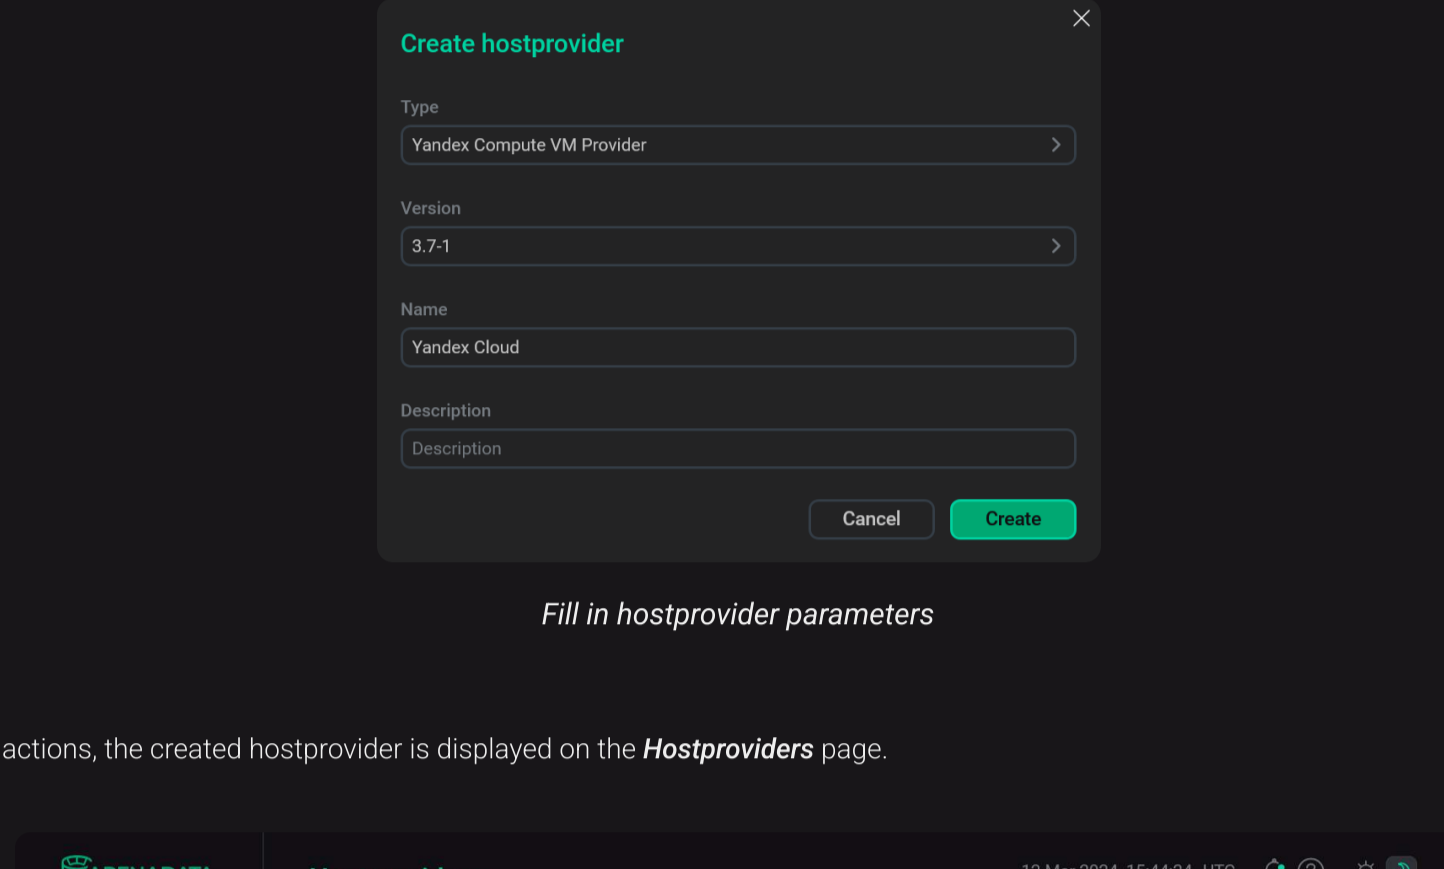 Create hostprovider
Type
Yandex Compute VM Provider
Version
3.7-1
Name
Yandex Cloud
Description
Description
Cancel
Create
Fill in hostprovider parameters
actions, the created hostprovider is displayed on the Hostproviders page.